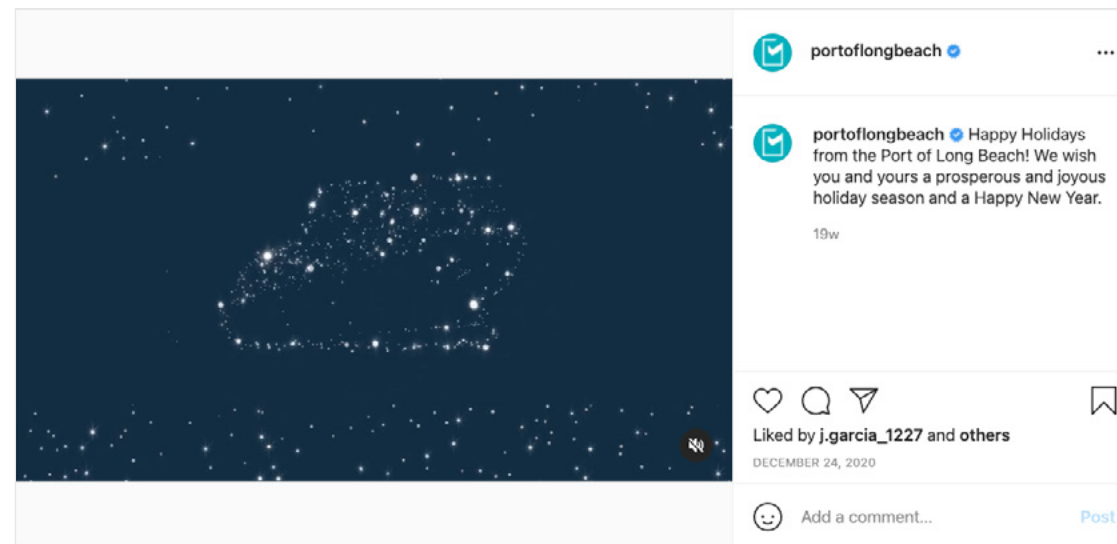 portoflongbeach
portoflongbeach Happy Holidays
from the Port of Long Beach! We wish
you and yours a prosperous and joyous
holiday season and a Happy New Year.
19w
Liked by j.garcia_1227 and others
DECEMBER 24, 2020
Add a comment...
Post